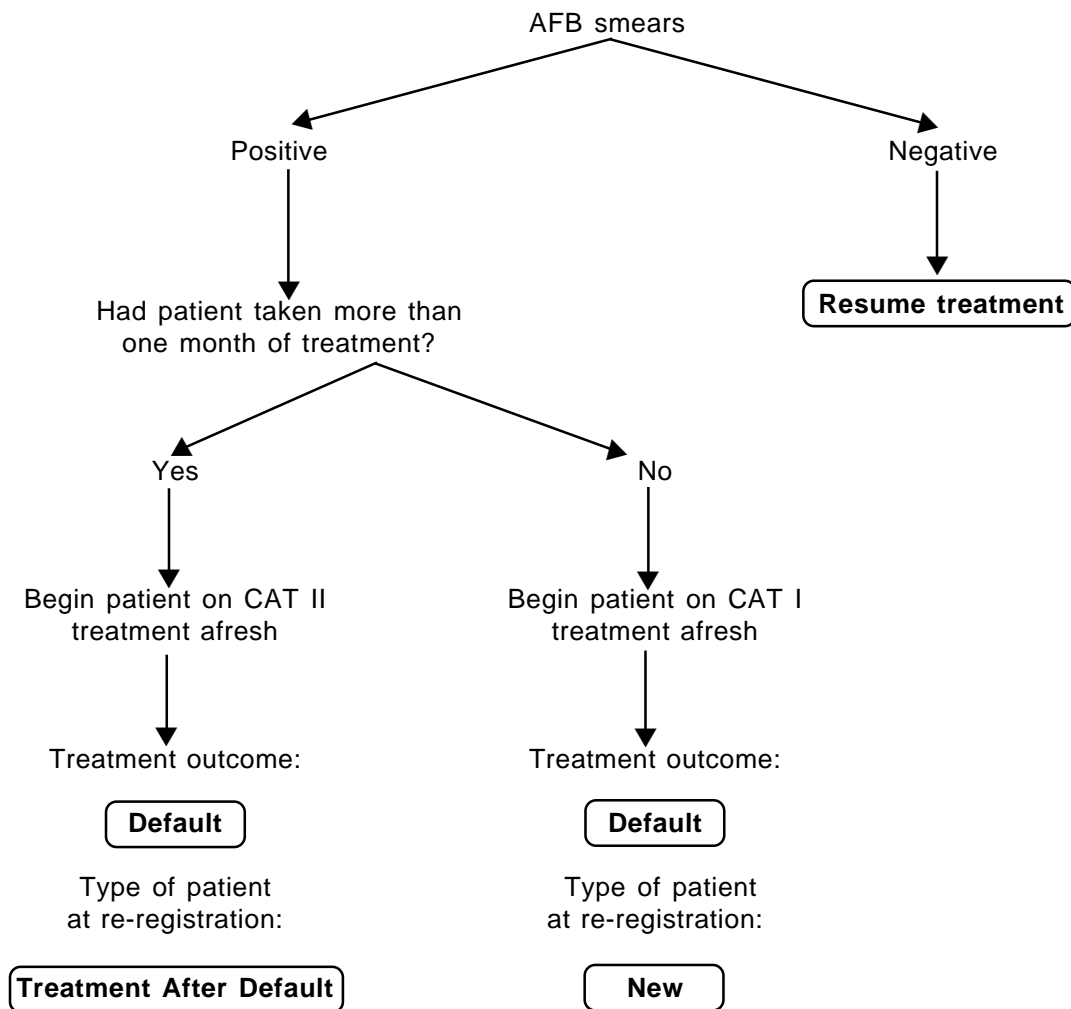 AFB smears
Positive
Negative
Had patient taken more than
one month of treatment?
Resume treatment
Yes
No
Begin patient on CAT II
treatment afresh
Begin patient on CAT I
treatment afresh
Treatment outcome:
Treatment outcome:
Default
Default
Type of patient
at re-registration:
Type of patient
at re-registration:
Treatment After Default
New